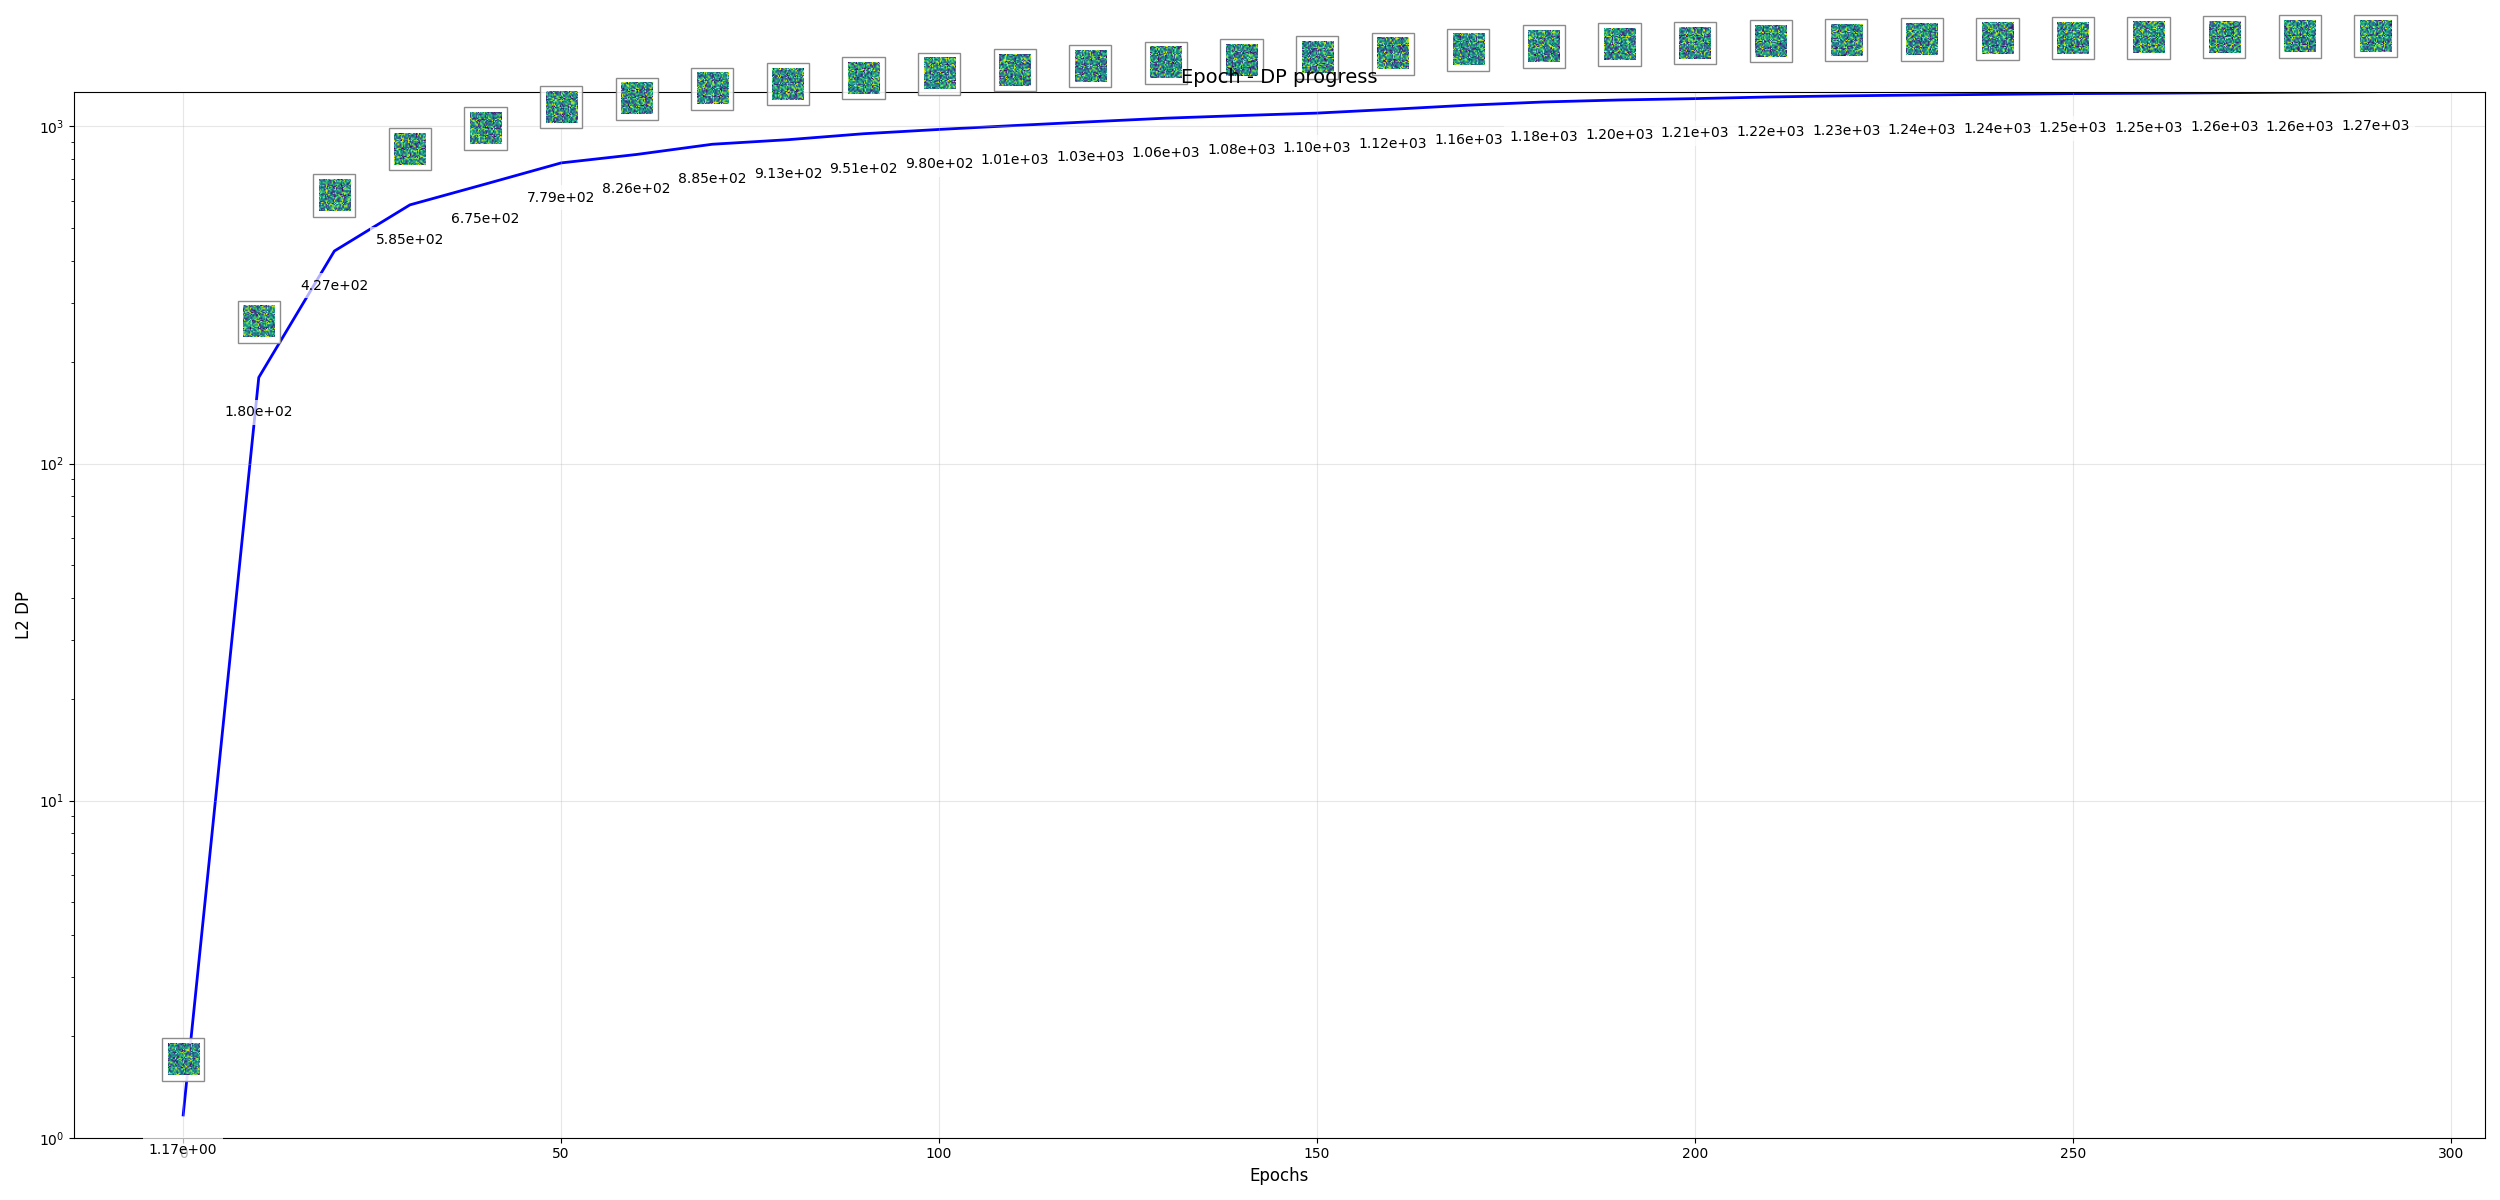 Epoch - DP progress
10³
10²
10¹
10⁰
L2 DP
1.17e+00
1.80e+02
4.27e+02
5.85e+02
6.75e+02
7.79e+02
8.26e+02
8.85e+02
9.13e+02
9.51e+02
9.80e+02
1.01e+03
1.03e+03
1.06e+03
1.08e+03
1.10e+03
1.12e+03
1.16e+03
1.18e+03
1.20e+03
1.21e+03
1.22e+03
1.23e+03
1.24e+03
1.24e+03
1.25e+03
1.25e+03
1.26e+03
1.26e+03
1.27e+03
0 50 100 150 200 250 300
Epochs